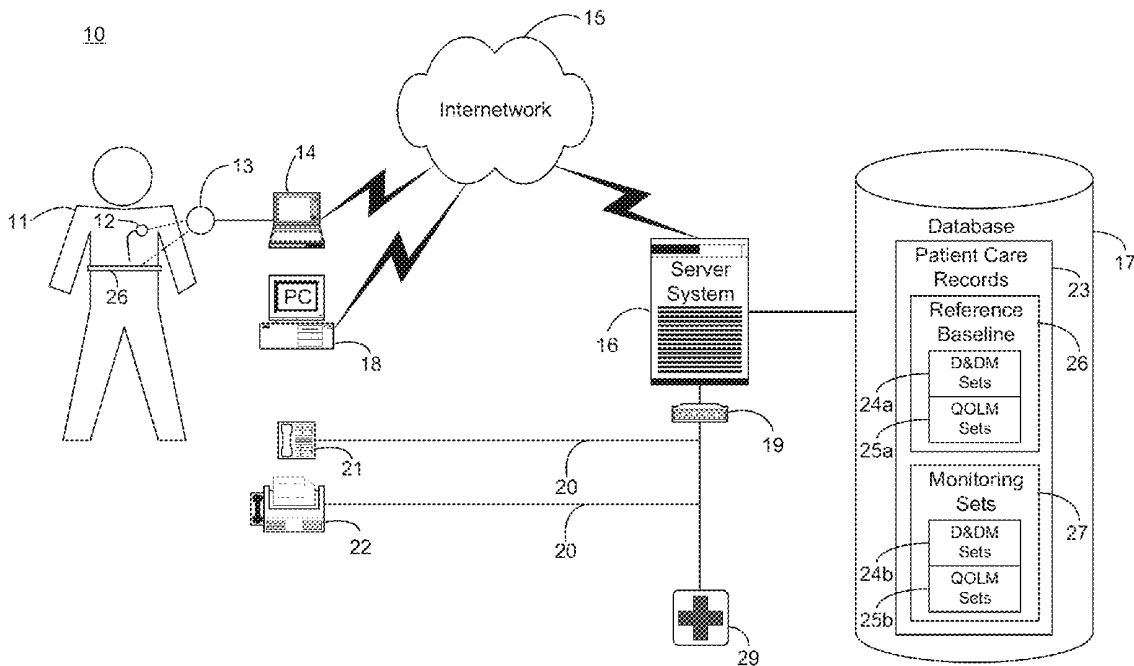 10
15
Internetwork
13
14
11
12
26
PC
18
Server
System
16
19
21
20
22
20
29
Database
17
Patient Care
Records
23
Reference
Baseline
26
D&DM
Sets
24a
QOLM
Sets
25a
Monitoring
Sets
27
D&DM
Sets
24b
QOLM
Sets
25b